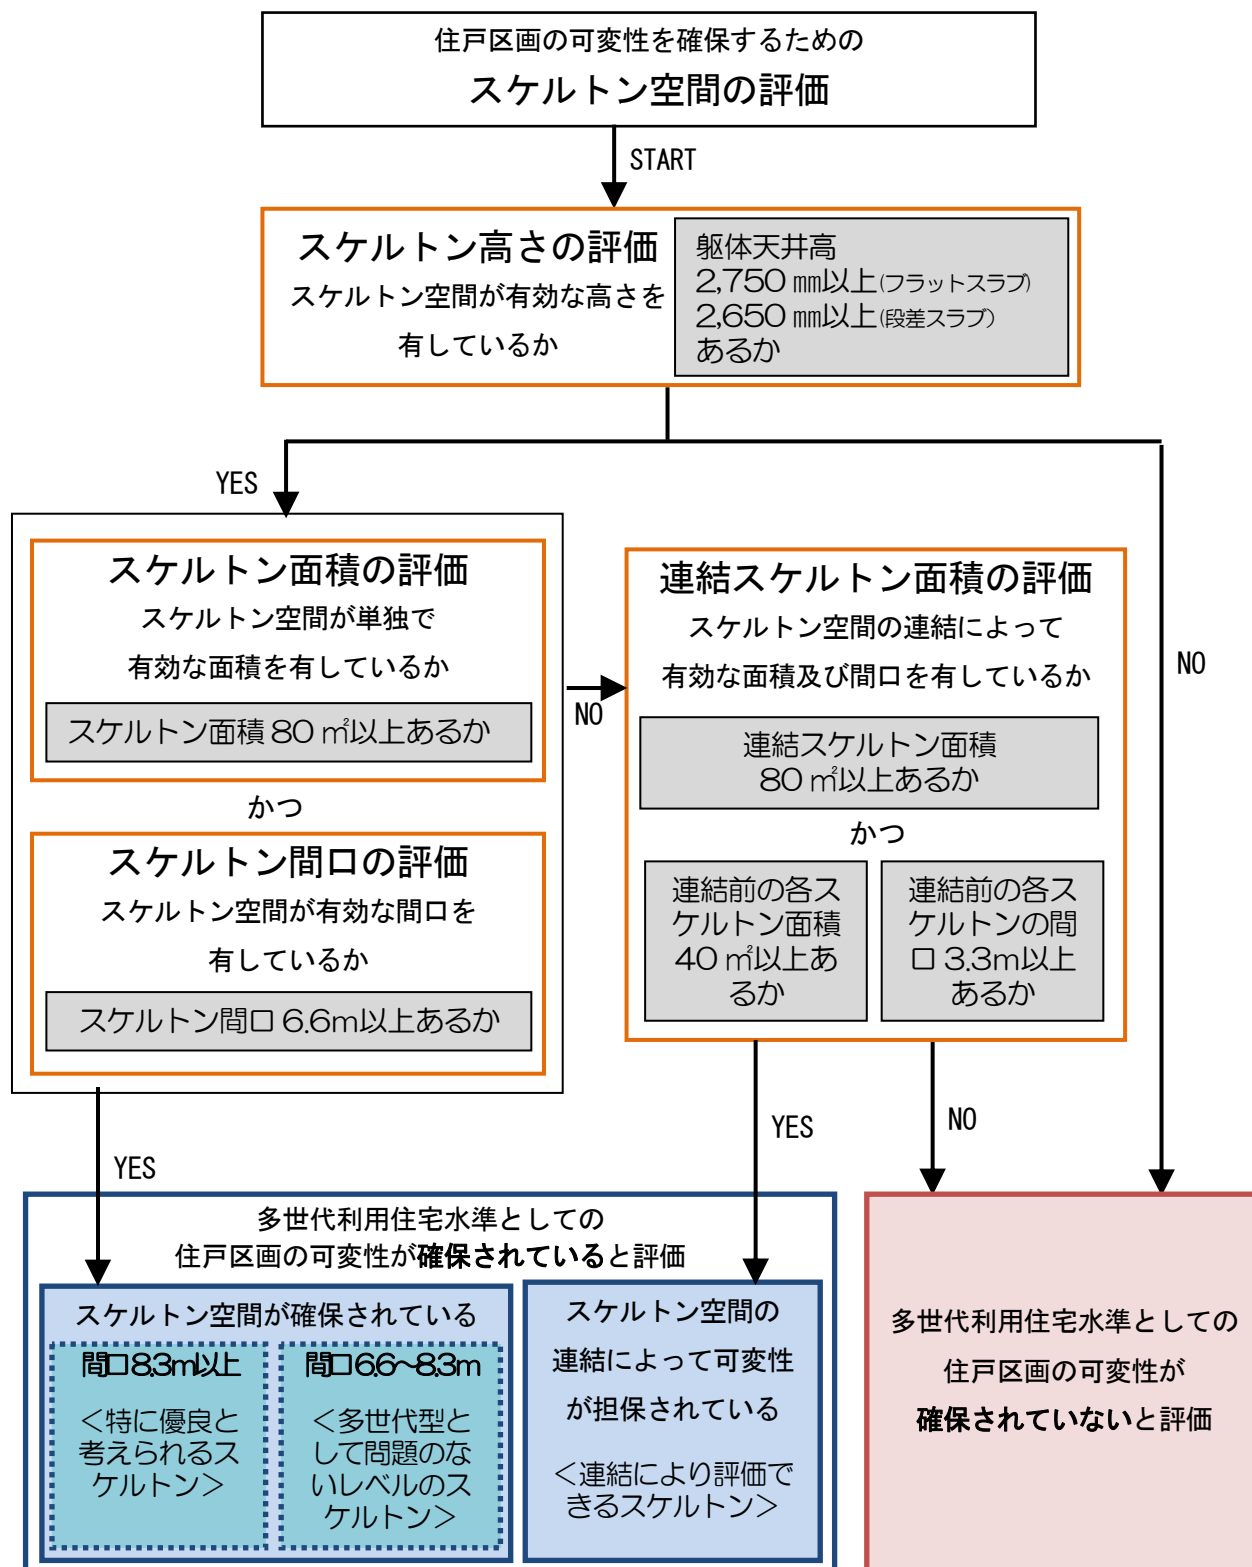 住戸区画の可変性を確保するための
スケルトン空間の評価
START
スケルトン高さの評価
スケルトン空間が有効な高さを
有しているか
躯体天井高
2,750 ㎜以上(フラットスラブ)
2,650 ㎜以上(段差スラブ)
あるか
YES
NO
スケルトン面積の評価
スケルトン空間が単独で
有効な面積を有しているか
スケルトン面積 80 ㎡以上あるか
かつ
スケルトン間口の評価
スケルトン空間が有効な間口を
有しているか
スケルトン間口 6.6m以上あるか
NO
連結スケルトン面積の評価
スケルトン空間の連結によって
有効な面積及び間口を有しているか
連結スケルトン面積
80 ㎡以上あるか
かつ
連結前の各ス
ケルトン面積
40 ㎡以上あ
るか
連結前の各ス
ケルトンの間
口 3.3m以上
あるか
YES
YES
NO
多世代利用住宅水準としての
住戸区画の可変性が確保されていると評価
スケルトン空間が確保されている
間口8.3m以上
＜特に優良と
考えられるス
ケルトン＞
間口6.6～8.3m
＜多世代型と
して問題のな
いレベルのス
ケルトン＞
スケルトン空間の
連結によって可変性
が担保されている
＜連結により評価で
きるスケルトン＞
多世代利用住宅水準としての
住戸区画の可変性が
確保されていないと評価